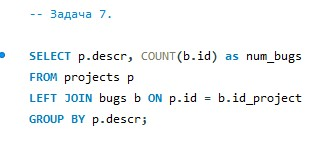 -- Задача 7.
SELECT p.descr, COUNT(b.id) as num_bugs
FROM projects p
LEFT JOIN bugs b ON p.id = b.id_project
GROUP BY p.descr;